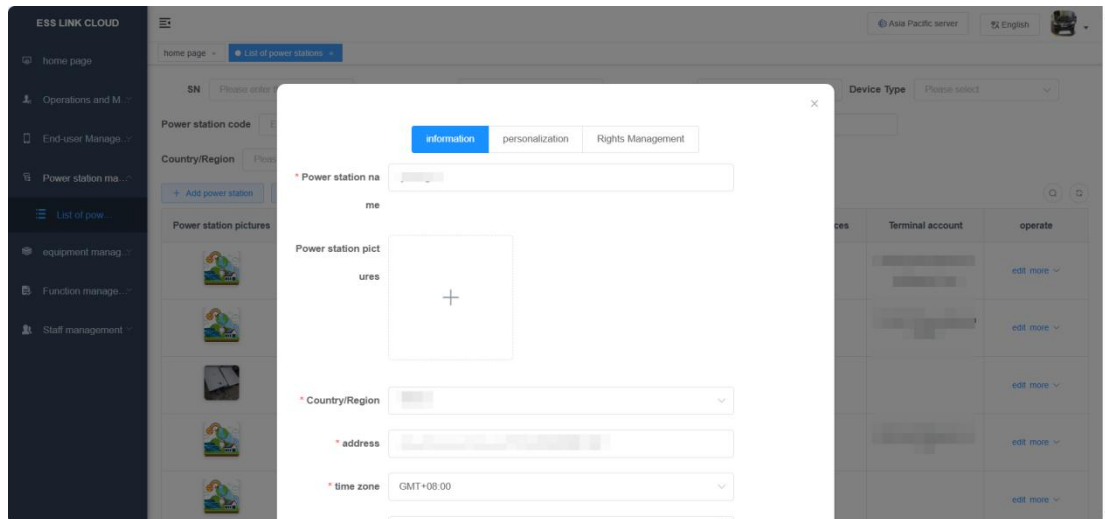 ESS LINK CLOUD
Asia Pacific server
English
home page
List of power stations
home page
Operations and M...
End-user Manage...
Power station ma...
List of pow...
equipment manag...
Function manage...
Staff management
SN Please enter
Device Type Please select
Power station code
Country/Region Pleas
+ Add power station
Power station pictures
ces
Terminal account
operate
edit more
edit more
edit more
edit more
edit more
×
information personalization Rights Management
* Power station na
me
Power station pict
ures
+
* Country/Region
* address
* time zone GMT+08:00